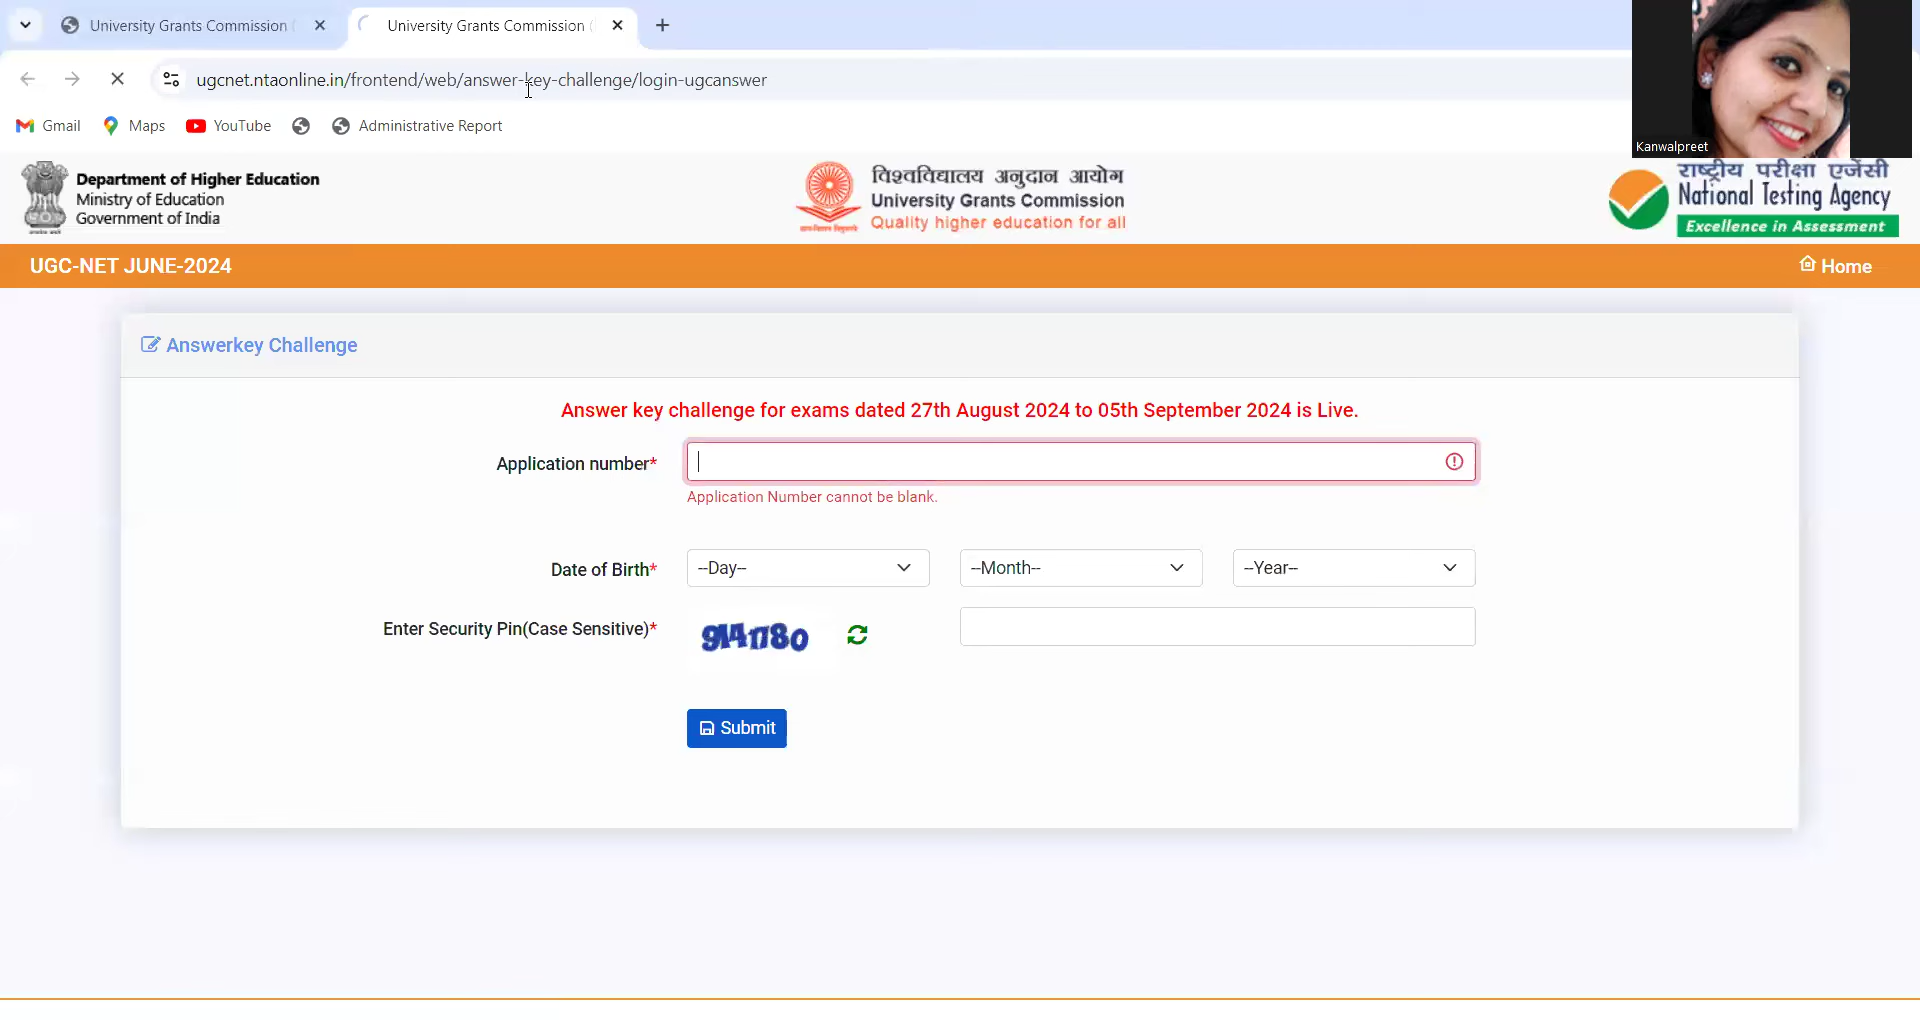 University Grants Commission (
University Grants Commission (
ugcnet.ntaonline.in/frontend/web/answer-key-challenge/login-ugcanswer
Gmail
Maps
YouTube
Administrative Report
Kanwalpreet
Department of Higher Education
Ministry of Education
Government of India
विश्वविद्यालय अनुदान आयोग
University Grants Commission
Quality higher education for all
राष्ट्रीय परीक्षा एजेंसी
National Testing Agency
Excellence in Assessment
UGC-NET JUNE-2024
Home
Answerkey Challenge
Answer key challenge for exams dated 27th August 2024 to 05th September 2024 is Live.
Application number*
Application Number cannot be blank.
Date of Birth*
--Day--
--Month--
--Year--
Enter Security Pin(Case Sensitive)*
Submit